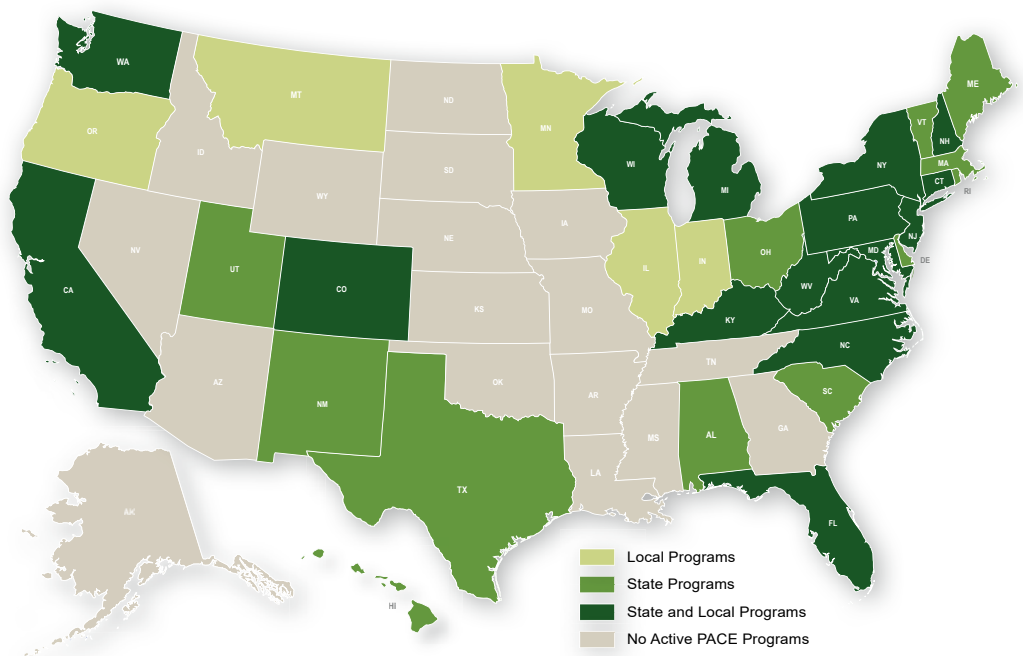 WA
MT
ND
MN
ME
VT
NH
OR
ID
SD
WI
MI
NY
MA
CT
RI
WY
IA
NE
PA
NJ
NV
UT
CO
IL
IN
OH
MD
DE
CA
KS
MO
WV
VA
KY
NC
AZ
NM
OK
AR
TN
SC
MS
AL
GA
LA
TX
AK
FL
HI
Local Programs
State Programs
State and Local Programs
No Active PACE Programs